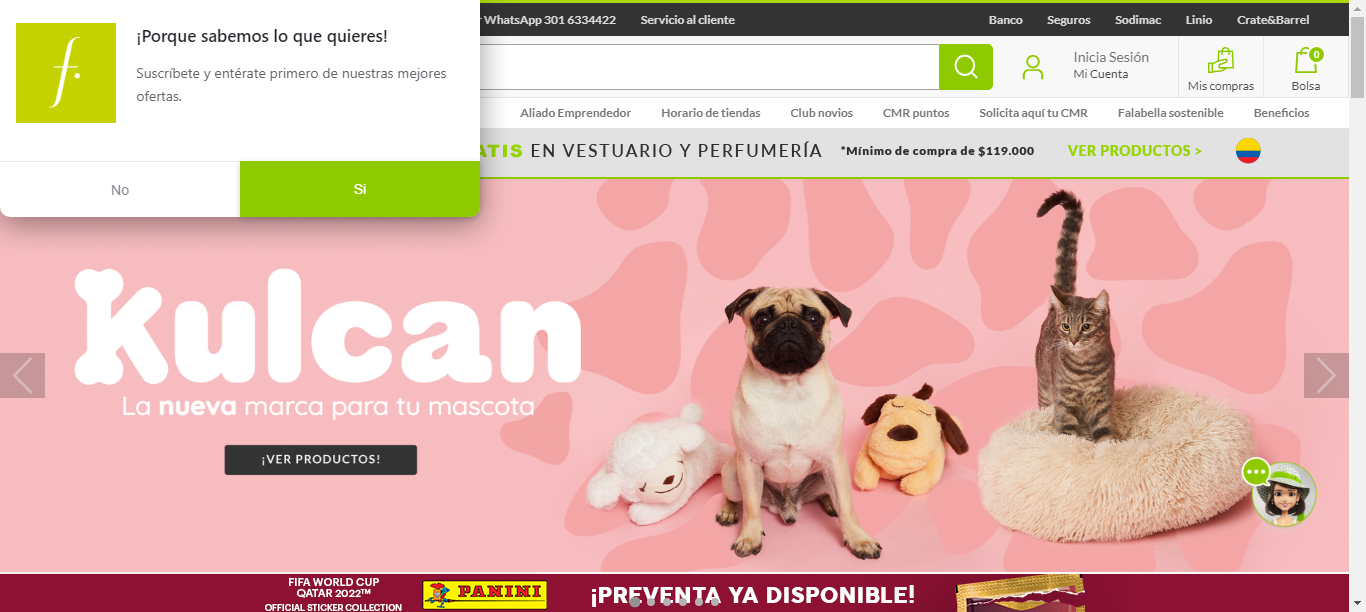 ¡Porque sabemos lo que quieres!
Suscríbete y entérate primero de nuestras mejores
ofertas.
No
Si
WhatsApp 301 6334422
Servicio al cliente
Banco
Seguros
Sodimac
Linio
Crate&Barrel
Inicia Sesión
Mi Cuenta
Mis compras
0
Bolsa
Aliado Emprendedor
Horario de tiendas
Club novios
CMR puntos
Solicita aquí tu CMR
Falabella sostenible
Beneficios
EN VESTUARIO Y PERFUMERÍA
*Mínimo de compra de $119.000
VER PRODUCTOS >
Kulcan
La nueva marca para tu mascota
¡VER PRODUCTOS!
FIFA WORLD CUP
QATAR 2022™
OFFICIAL STICKER COLLECTION
PANINI
¡PREVENTA YA DISPONIBLE!